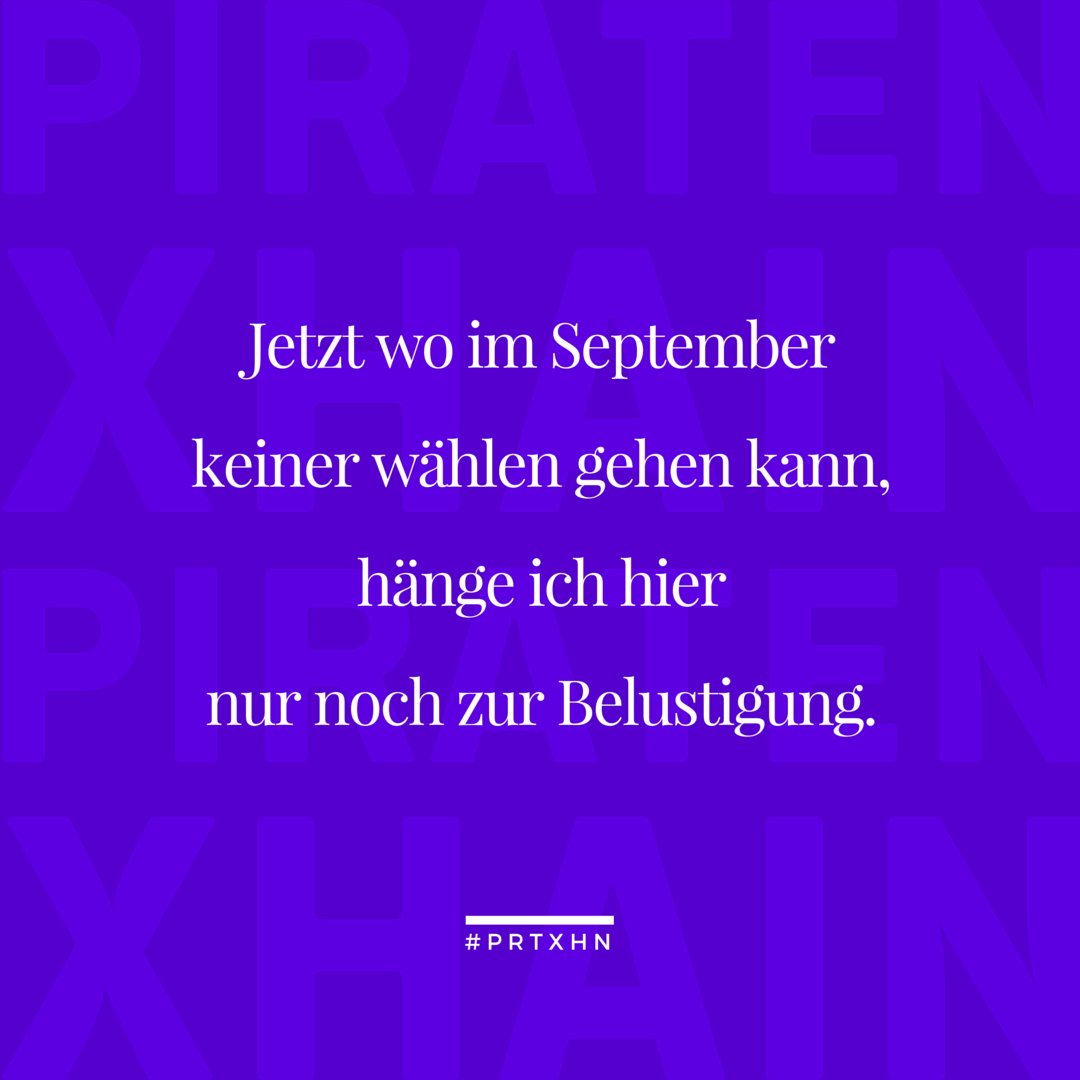 PIRATEN
XHAIN
Jetzt wo im September
keiner wählen gehen kann,
hänge ich hier
nur noch zur Belustigung.
PIRATEN
XHAIN
#PRTXHN